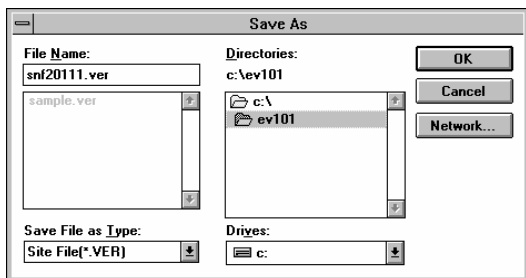 Save As
File Name:
snf20111.ver
sample.ver
Save File as Type:
Site File(*.VER)
Directories:
c:\ev101
c:\
ev101
Drives:
c:
OK
Cancel
Network...